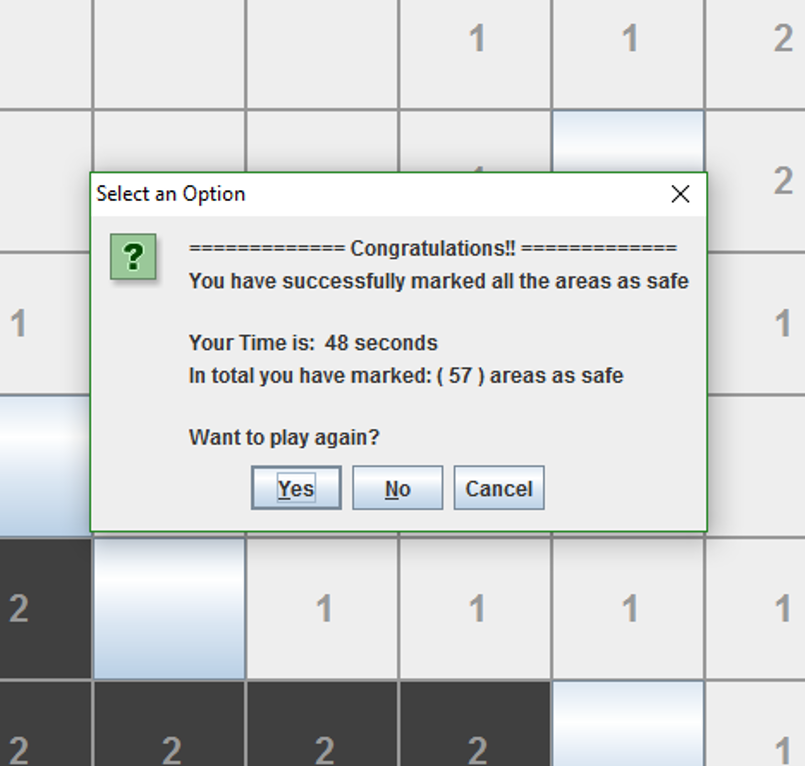 1 1 2
2
Select an Option
?
============= Congratulations!! =============
You have successfully marked all the areas as safe
1 1
Your Time is: 48 seconds
In total you have marked: ( 57 ) areas as safe
Want to play again?
Yes No Cancel
2 1 1 1 1
2 2 2 2 1